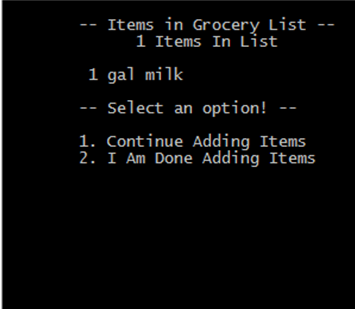 -- Items in Grocery List --
1 Items In List
1 gal milk
-- Select an option! --
1. Continue Adding Items
2. I Am Done Adding Items